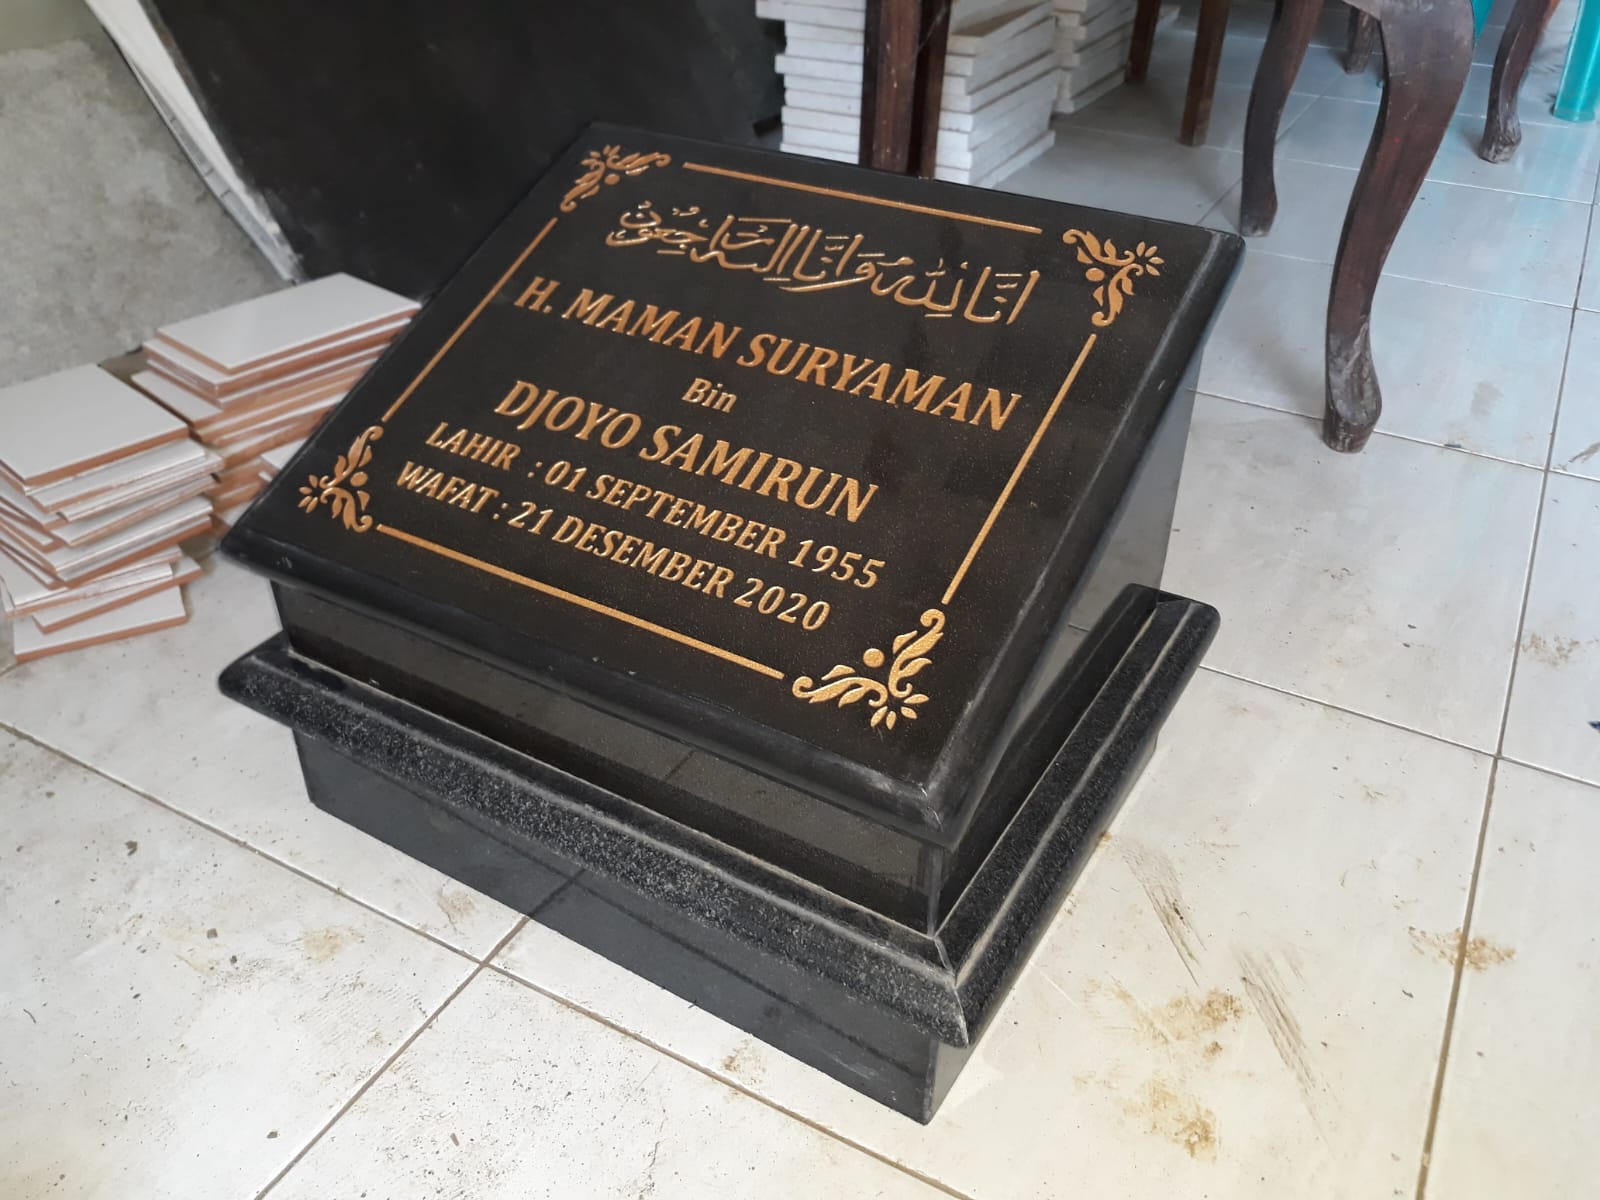 إنا لله وإنا إليه راجعون
H. MAMAN SURYAMAN
Bin
DJOYO SAMIRUN
LAHIR : 01 SEPTEMBER 1955
WAFAT : 21 DESEMBER 2020